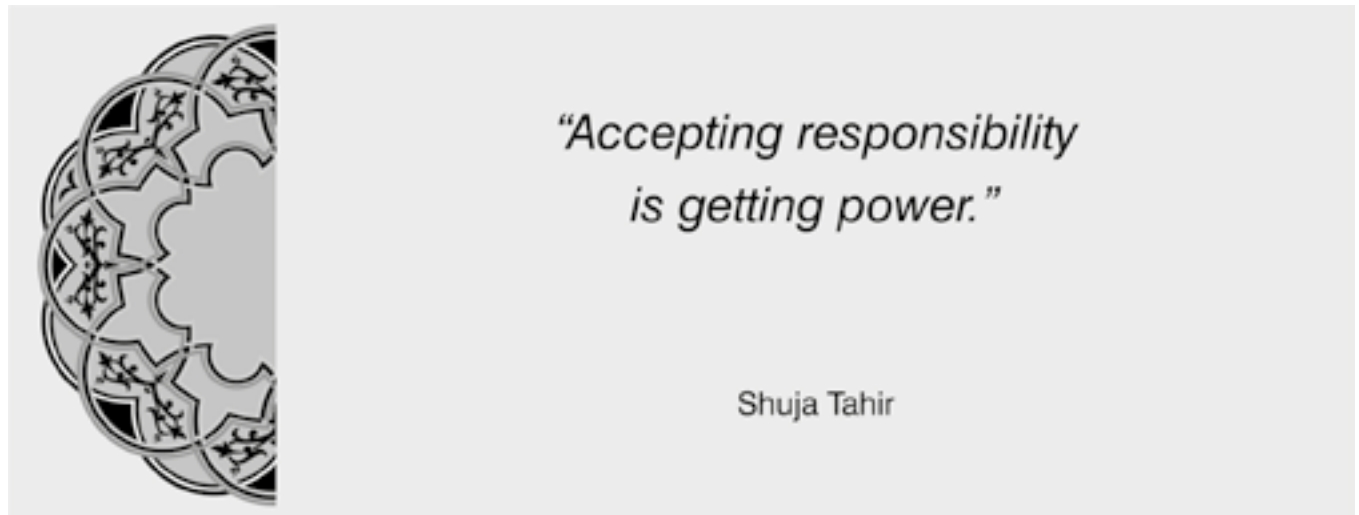 “Accepting responsibility
is getting power.”
Shuja Tahir